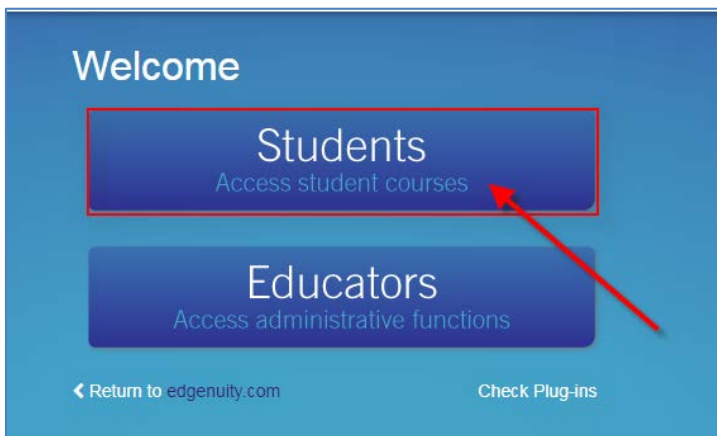 Welcome
Students
Access student courses
Educators
Access administrative functions
Return to edgenuity.com
Check Plug-ins